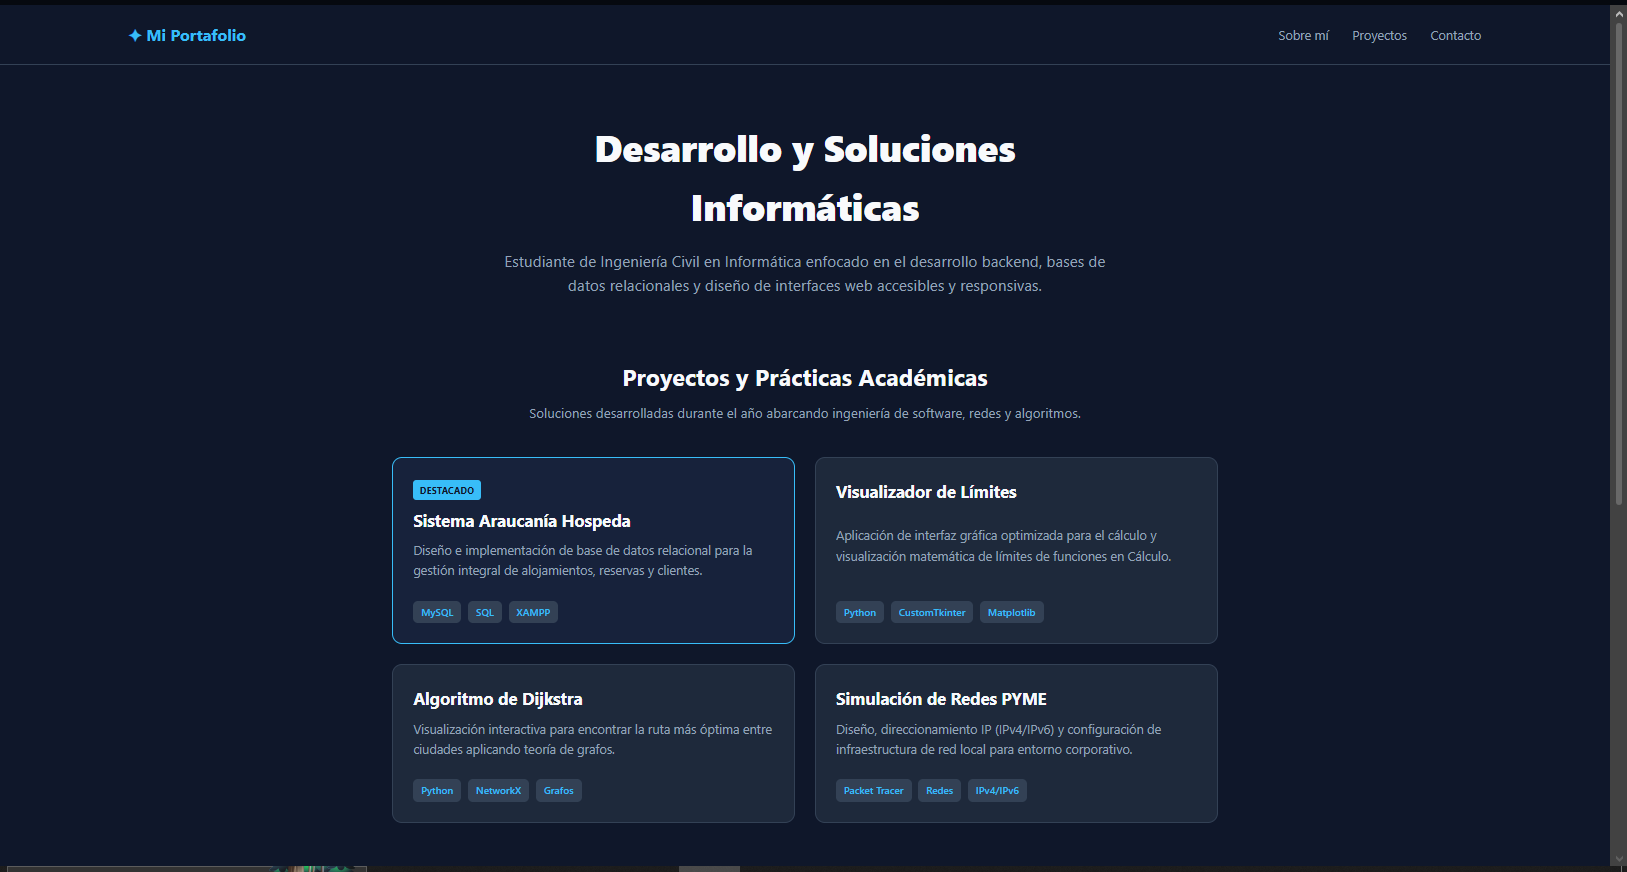 ✦ Mi Portafolio
Sobre mí
Proyectos
Contacto
Desarrollo y Soluciones
Informáticas
Estudiante de Ingeniería Civil en Informática enfocado en el desarrollo backend, bases de
datos relacionales y diseño de interfaces web accesibles y responsivas.
Proyectos y Prácticas Académicas
Soluciones desarrolladas durante el año abarcando ingeniería de software, redes y algoritmos.
DESTACADO
Sistema Araucanía Hospeda
Diseño e implementación de base de datos relacional para la
gestión integral de alojamientos, reservas y clientes.
MySQL
SQL
XAMPP
Visualizador de Límites
Aplicación de interfaz gráfica optimizada para el cálculo y
visualización matemática de límites de funciones en Cálculo.
Python
CustomTkinter
Matplotlib
Algoritmo de Dijkstra
Visualización interactiva para encontrar la ruta más óptima entre
ciudades aplicando teoría de grafos.
Python
NetworkX
Grafos
Simulación de Redes PYME
Diseño, direccionamiento IP (IPv4/IPv6) y configuración de
infraestructura de red local para entorno corporativo.
Packet Tracer
Redes
IPv4/IPv6